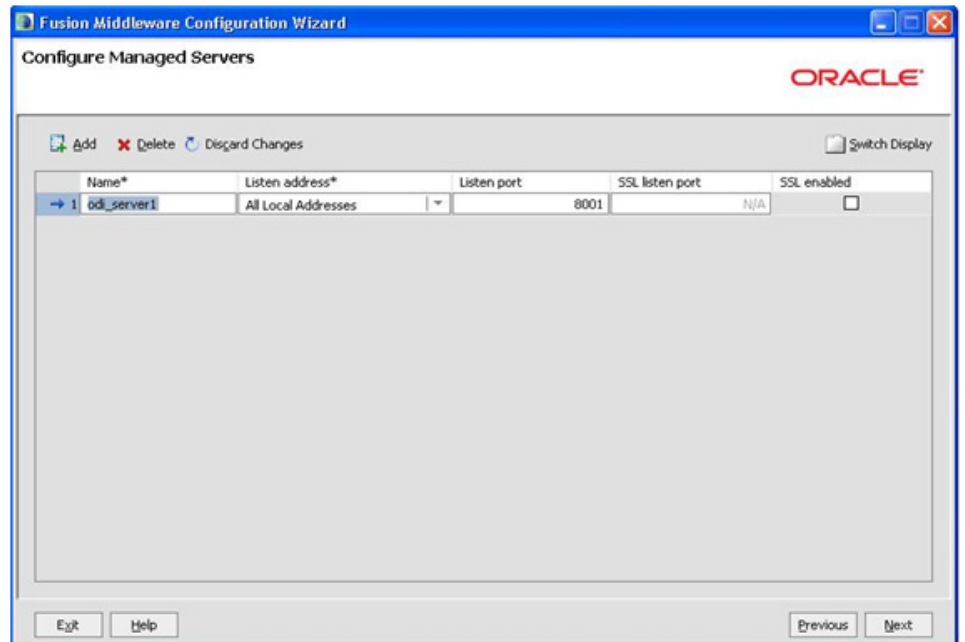 Fusion Middleware Configuration Wizard
Configure Managed Servers
ORACLE
Add Delete Discard Changes Switch Display
Name* Listen address* Listen port SSL listen port SSL enabled
1 odi_server1 All Local Addresses 8001 N/A
Exit Help Previous Next